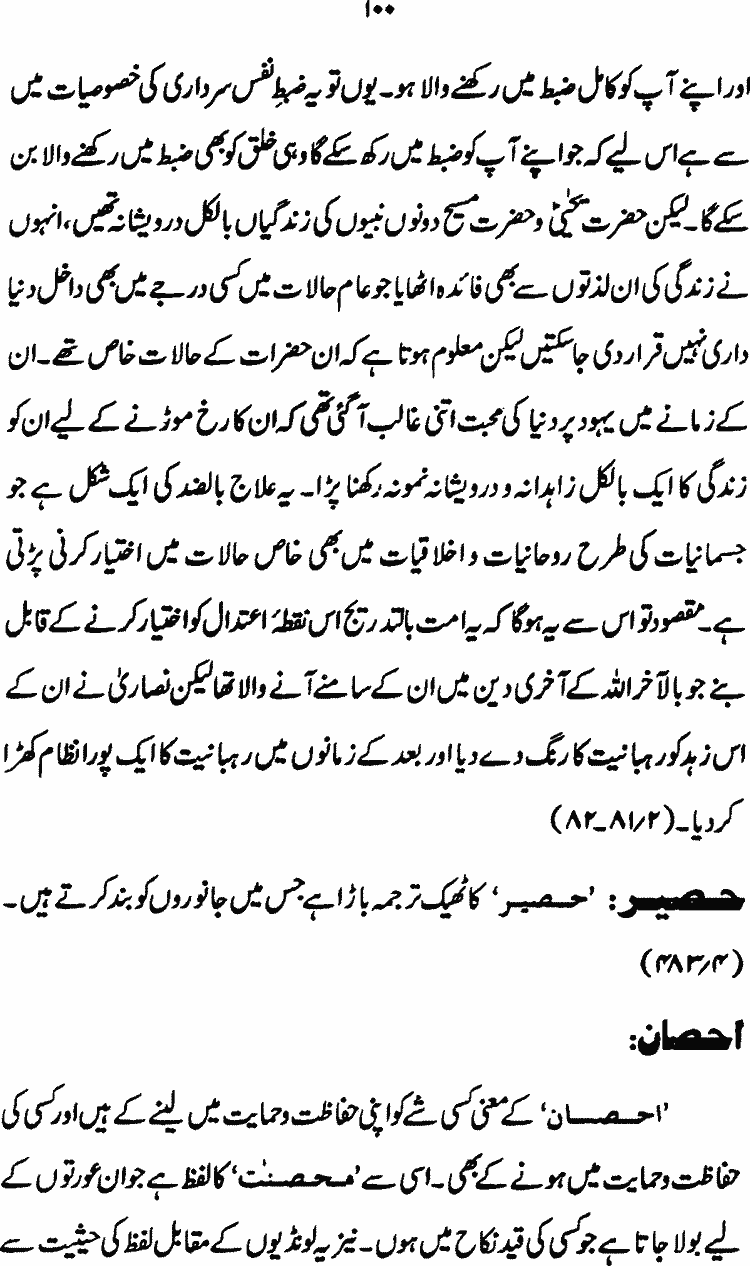 ۱۰۰
اور اپنے آپ کو کامل ضبط میں رکھنے والا ہو۔ یوں تو یہ ضبطِ نفس سرداری کی خصوصیات میں
سے ہے اس لیے کہ جو اپنے آپ کو ضبط میں رکھ سکے گا وہی خلق کو بھی ضبط میں رکھنے والا بن
سکے گا۔ لیکن حضرت یحییٰؑ و حضرت مسیح دونوں نبیوں کی زندگیاں بالکل درویشانہ تھیں، انہوں
نے زندگی کی ان لذتوں سے بھی فائدہ اٹھایا جو عام حالات میں کسی درجے میں بھی داخل دنیا
داری نہیں قرار دی جا سکتیں لیکن معلوم ہوتا ہے کہ ان حضرات کے حالات خاص تھے۔ ان
کے زمانے میں یہود پر دنیا کی محبت اتنی غالب آ گئی تھی کہ ان کا رخ موڑنے کے لیے ان کو
زندگی کا ایک بالکل زاہدانہ و درویشانہ نمونہ رکھنا پڑا۔ یہ علاج بالضد کی ایک شکل ہے جو
جسمانیات کی طرح روحانیات و اخلاقیات میں بھی خاص حالات میں اختیار کرنی پڑتی
ہے۔ مقصود تو اس سے یہ ہوگا کہ یہ امت بالتدریج اس نقطۂ اعتدال کو اختیار کرنے کے قابل
بنے جو بالآخر اللہ کے آخری دین میں ان کے سامنے آنے والا تھا لیکن نصاریٰ نے ان کے
اس زہد کو رہبانیت کا رنگ دے دیا اور بعد کے زمانوں میں رہبانیت کا ایک پورا نظام کھڑا
کر دیا۔ (۲/۸۱۔۸۲)
حصیر: ’حصیر‘ کا ٹھیک ترجمہ باڑا ہے جس میں جانوروں کو بند کرتے ہیں۔
(۴/۴۸۳)
احصان:
’احصان‘ کے معنی کسی شے کو اپنی حفاظت و حمایت میں لینے کے ہیں اور کسی کی
حفاظت و حمایت میں ہونے کے بھی۔ اسی سے ’محصنٰت‘ کا لفظ ہے جو ان عورتوں کے
لیے بولا جاتا ہے جو کسی کی قید نکاح میں ہوں۔ نیز یہ لونڈیوں کے مقابل لفظ کی حیثیت سے